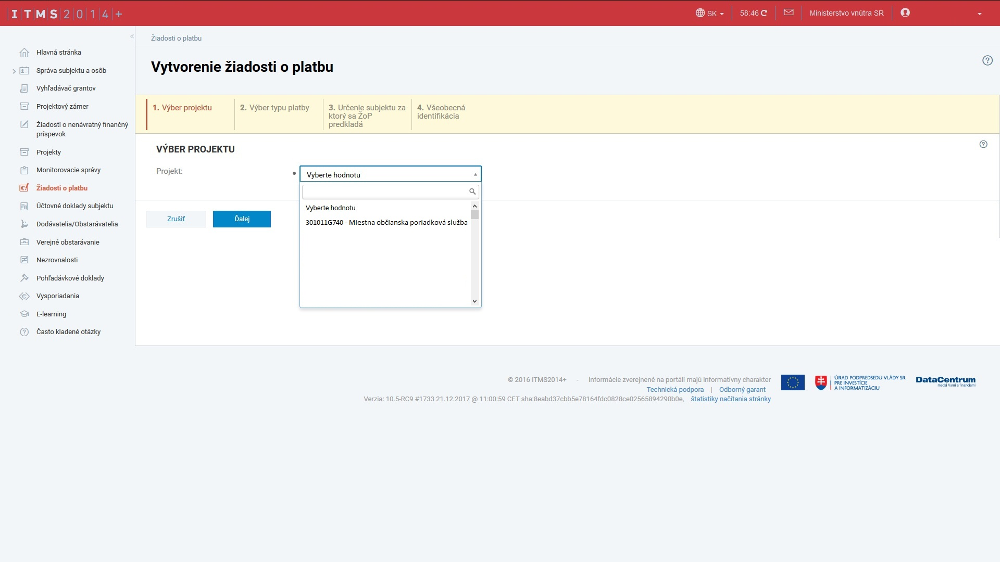 ITMS2014+
SK
58:46
Ministerstvo vnútra SR
Žiadosti o platbu
Hlavná stránka
Správa subjektu a osôb
Vyhľadávač grantov
Projektový zámer
Žiadosti o nenávratný finančný
príspevok
Projekty
Monitorovacie správy
Žiadosti o platbu
Účtovné doklady subjektu
Dodávatelia/Obstarávatelia
Verejné obstarávanie
Nezrovnalosti
Pohľadávkové doklady
Vysporiadania
E-learning
Často kladené otázky
Vytvorenie žiadosti o platbu
1. Výber projektu
2. Výber typu platby
3. Určenie subjektu za
ktorý sa ŽoP
predkladá
4. Všeobecná
identifikácia
VÝBER PROJEKTU
Projekt:
Vyberte hodnotu
Vyberte hodnotu
301011G740 - Miestna občianska poriadková služba
Zrušiť
Ďalej
© 2016 ITMS2014+ - Informácie zverejnené na portáli majú informatívny charakter
Technická podpora | Odborný garant
Verzia: 10.5-RC9 #1733 21.12.2017 @ 11:00:59 CET sha:8eabd37cbb5e78164fdc0828ce02565894290b0e, štatistiky načítania stránky
ÚRAD PODPREDSEDU VLÁDY SR
PRE INVESTÍCIE
A INFORMATIZÁCIU
DataCentrum
medzi Vami a financiami